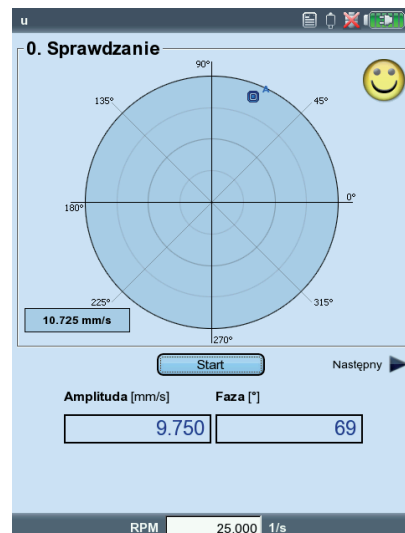 u
0. Sprawdzanie
90°
135°
45°
A
180°
0°
225°
315°
10.725 mm/s
270°
Start
Następny
Amplituda [mm/s] Faza [°]
9.750 69
RPM 25.000 1/s